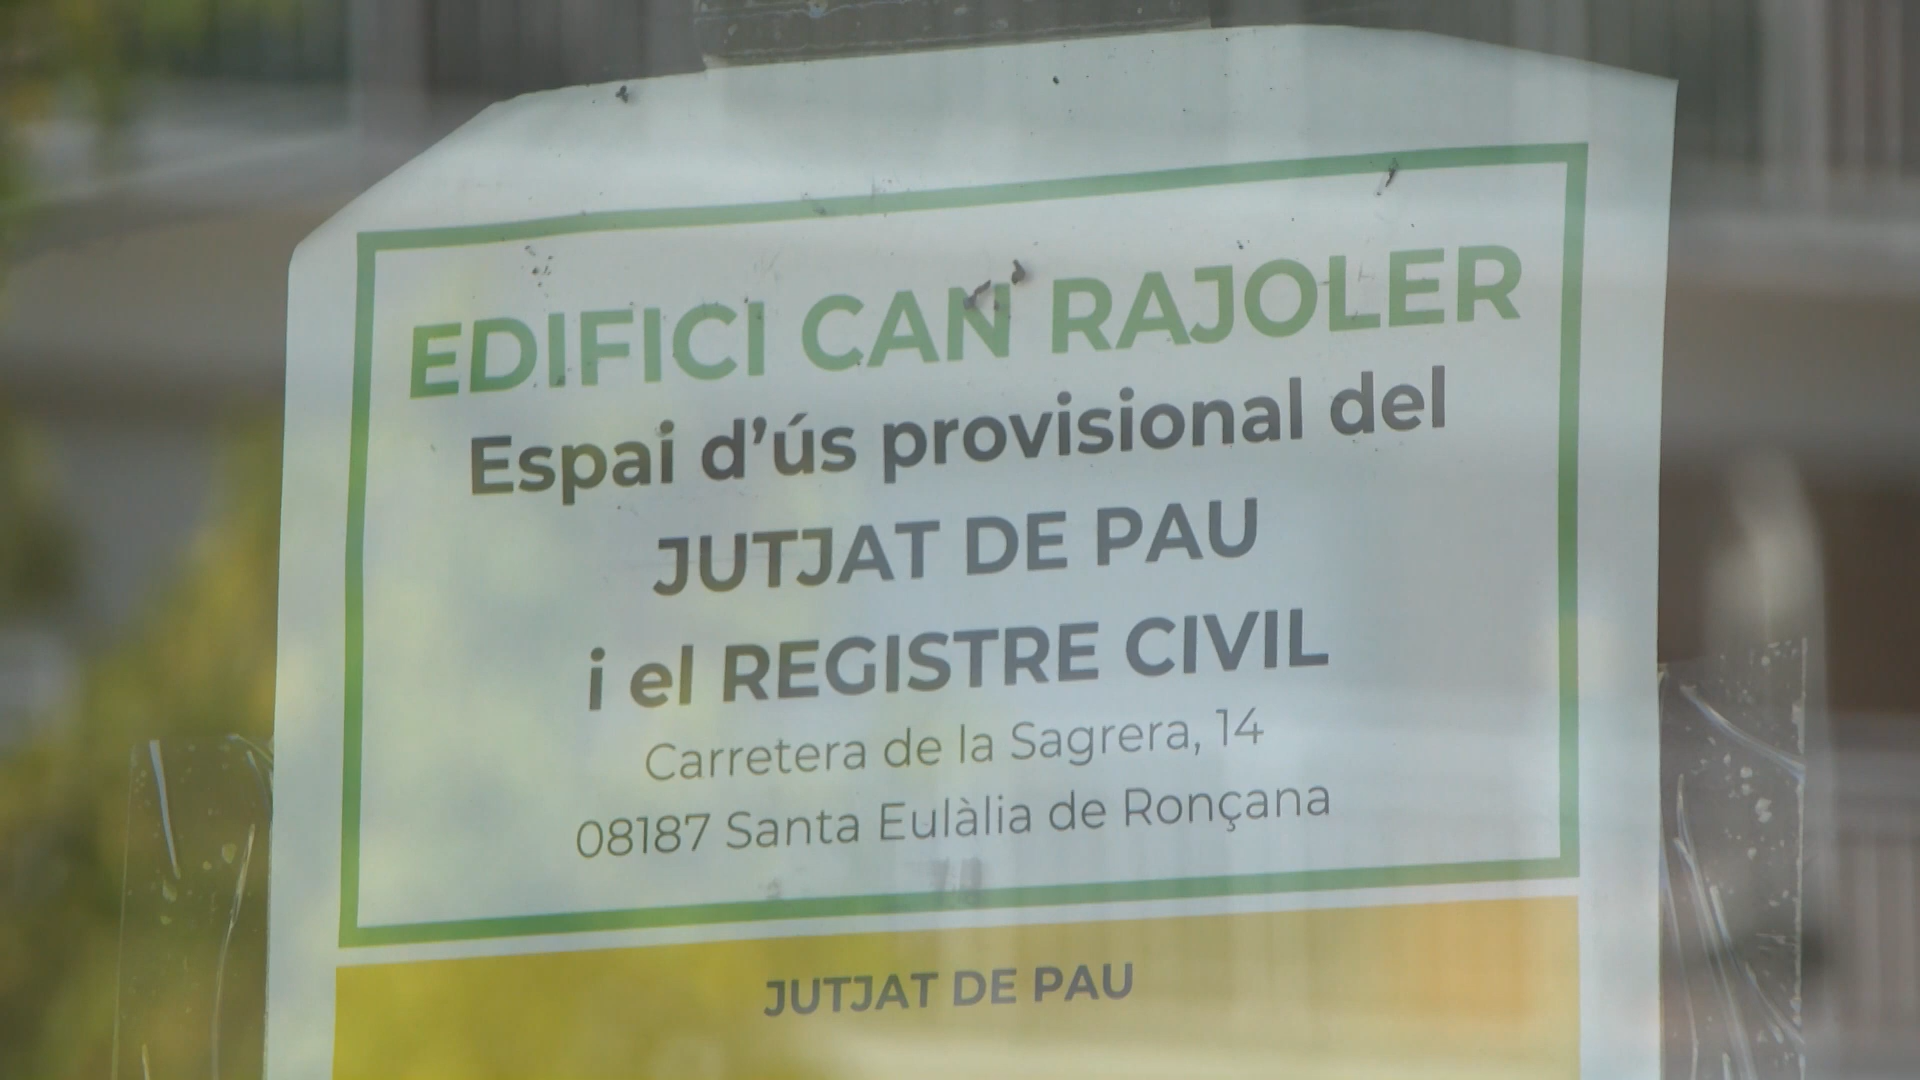 EDIFICI CAN RAJOLER
Espai d'ús provisional del
JUTJAT DE PAU
i el REGISTRE CIVIL
Carretera de la Sagrera, 14
08187 Santa Eulàlia de Ronçana
JUTJAT DE PAU